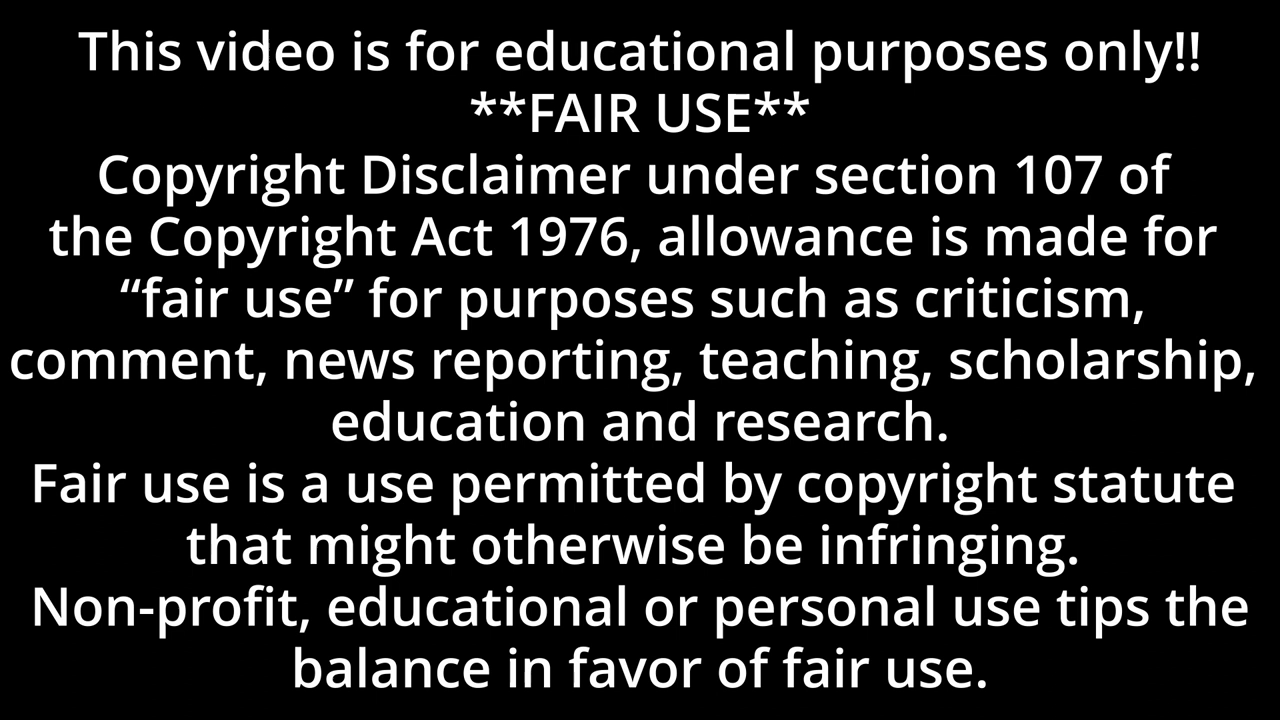 This video is for educational purposes only!!
**FAIR USE**
Copyright Disclaimer under section 107 of
the Copyright Act 1976, allowance is made for
“fair use” for purposes such as criticism,
comment, news reporting, teaching, scholarship,
education and research.
Fair use is a use permitted by copyright statute
that might otherwise be infringing.
Non-profit, educational or personal use tips the
balance in favor of fair use.